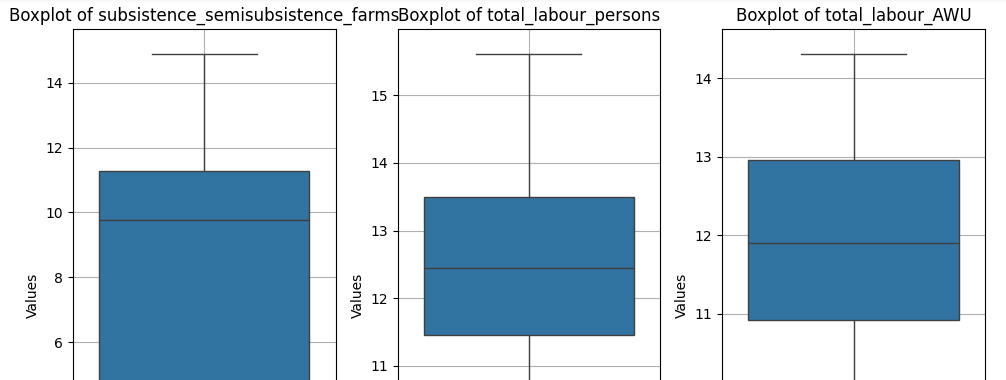 Boxplot of subsistence_semisubsistence_farms
14
12
10
8
6
Values
Boxplot of total_labour_persons
15
14
13
12
11
Values
Boxplot of total_labour_AWU
14
13
12
11
Values